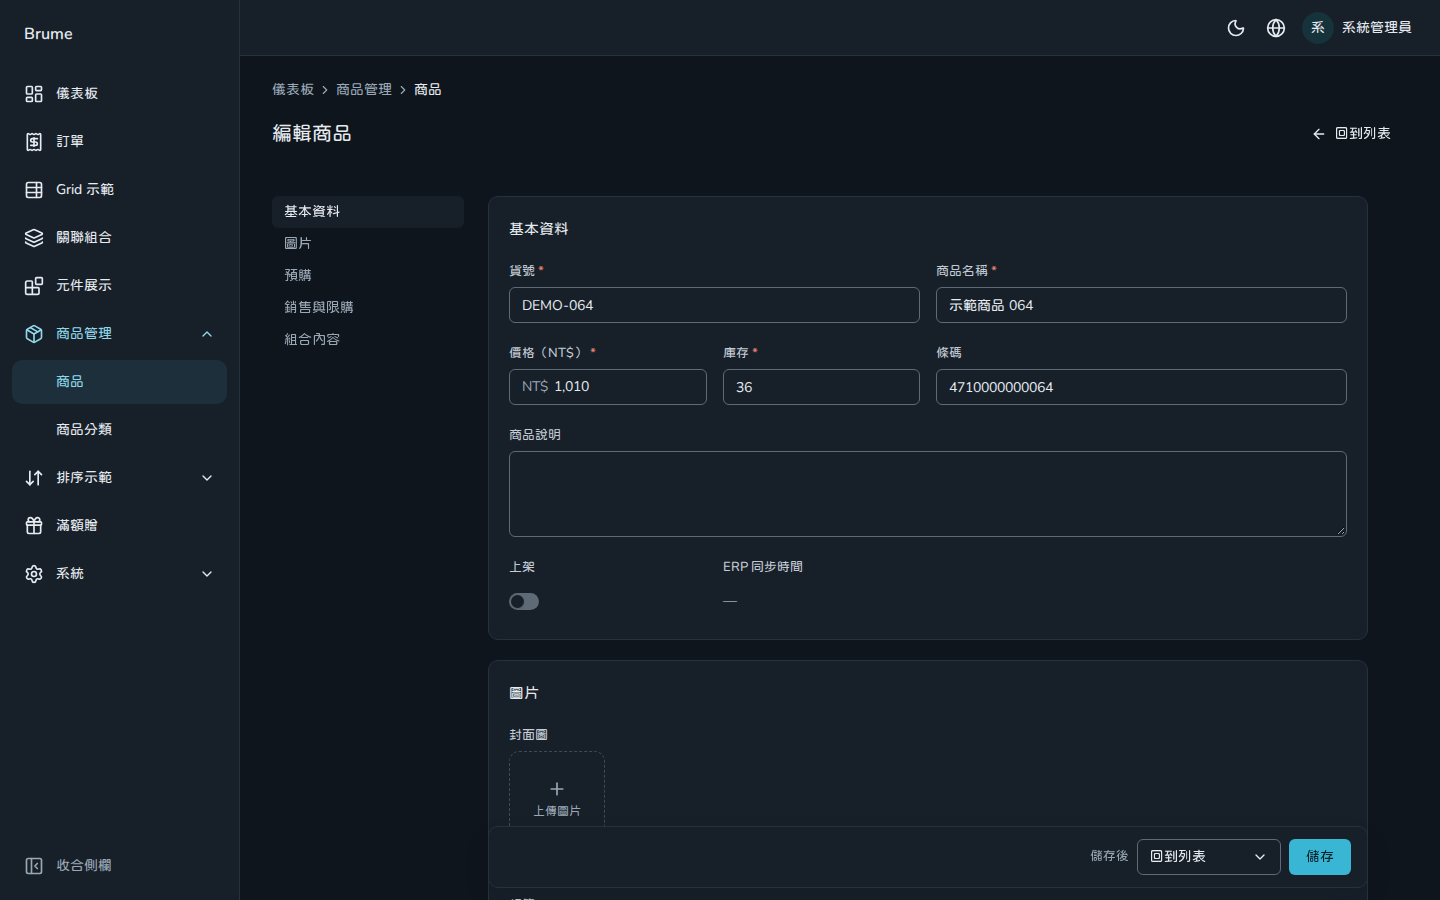 Brume
系 系統管理員
儀表板
訂單
Grid 示範
關聯組合
元件展示
商品管理
商品
商品分類
排序示範
滿額贈
系統
收合側欄
儀表板 > 商品管理 > 商品
編輯商品
← 回到列表
基本資料
圖片
預購
銷售與限購
組合內容
基本資料
貨號 * 商品名稱 *
DEMO-064 示範商品 064
價格（NT$） * 庫存 * 條碼
NT$ 1,010 36 4710000000064
商品說明
上架 ERP 同步時間
—
圖片
封面圖
上傳圖片
儲存後 回到列表 儲存